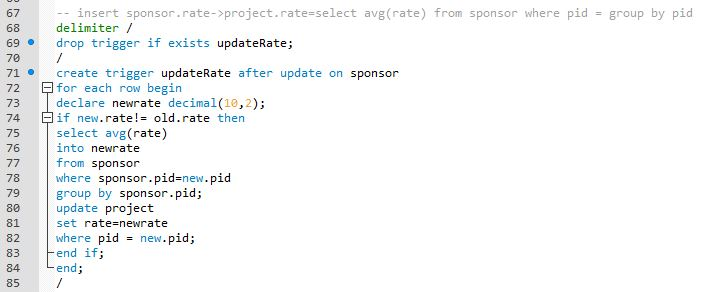 67 -- insert sponsor.rate->project.rate=select avg(rate) from sponsor where pid = group by pid
68 delimiter /
69 drop trigger if exists updateRate;
70 /
71 create trigger updateRate after update on sponsor
72 for each row begin
73 declare newrate decimal(10,2);
74 if new.rate!= old.rate then
75 select avg(rate)
76 into newrate
77 from sponsor
78 where sponsor.pid=new.pid
79 group by sponsor.pid;
80 update project
81 set rate=newrate
82 where pid = new.pid;
83 end if;
84 end;
85 /